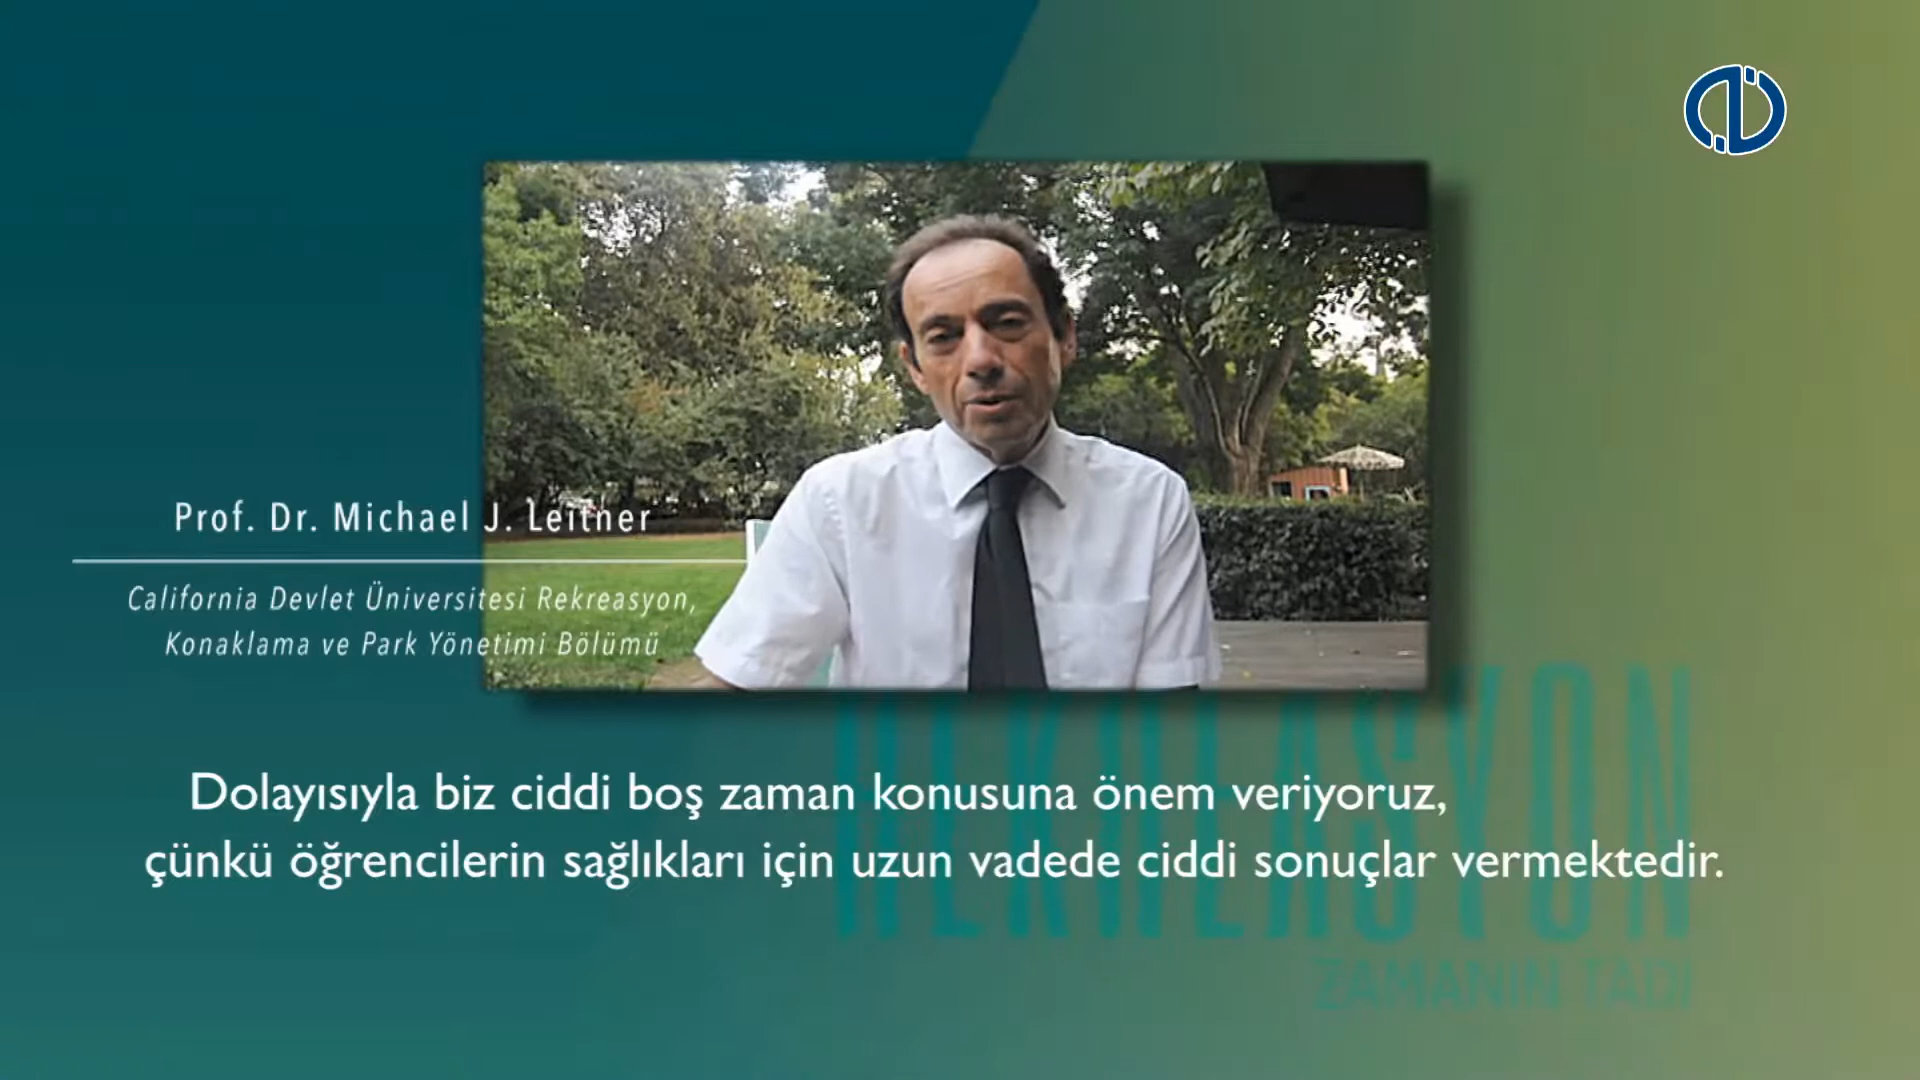 Prof. Dr. Michael J. Leitner
California Devlet Üniversitesi Rekreasyon,
Konaklama ve Park Yönetimi Bölümü
Dolayısıyla biz ciddi boş zaman konusuna önem veriyoruz,
çünkü öğrencilerin sağlıkları için uzun vadede ciddi sonuçlar vermektedir.
REKREASYON
ZAMANIN TADI